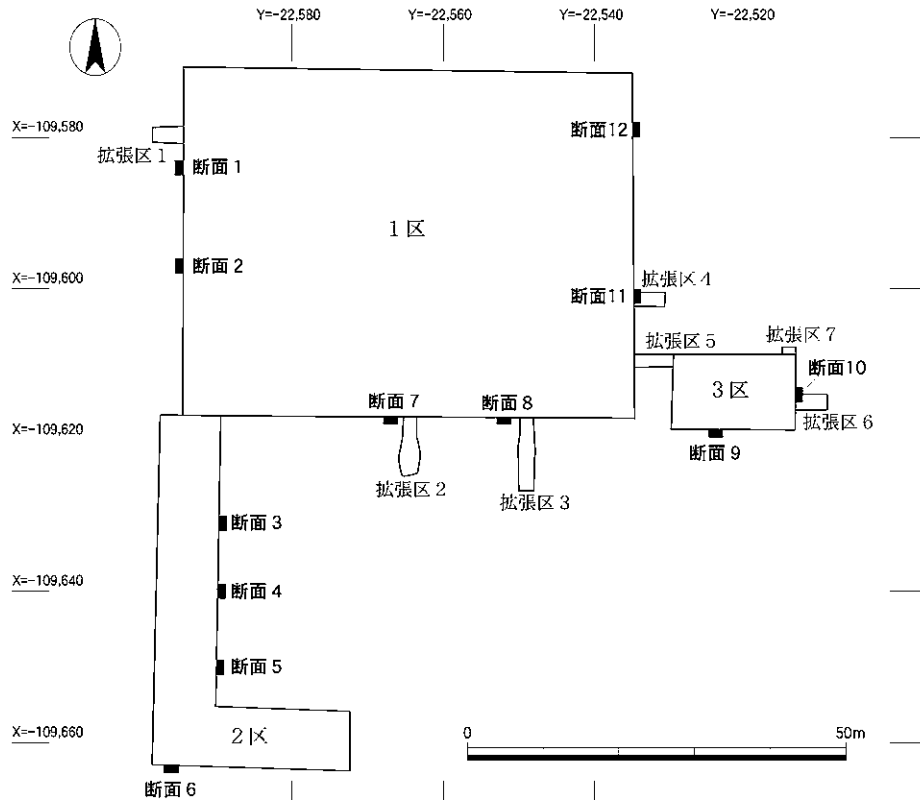 Y=-22,580
Y=-22,560
Y=-22,540
Y=-22,520
X=-109,580
断面12
拡張区1
断面1
1区
断面2
拡張区4
X=-109,600
断面11
拡張区5
拡張区7
断面10
3区
断面7
断面8
拡張区6
X=-109,620
断面9
拡張区2
拡張区3
断面3
X=-109,640
断面4
断面5
X=-109,660
2区
0
50m
断面6